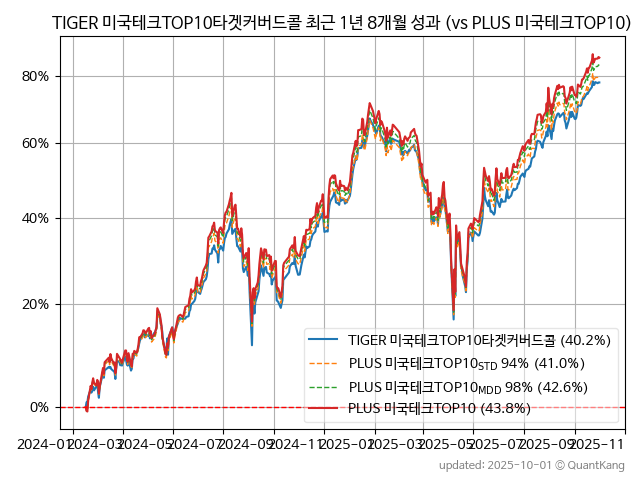 TIGER 미국테크TOP10타겟커버드콜 최근 1년 8개월 성과 (vs PLUS 미국테크TOP10)
80%
60%
40%
20%
0%
TIGER 미국테크TOP10타겟커버드콜 (40.2%)
PLUS 미국테크TOP10STD 94% (41.0%)
PLUS 미국테크TOP10MDD 98% (42.6%)
PLUS 미국테크TOP10 (43.8%)
2024-01 2024-03 2024-05 2024-07 2024-09 2024-11 2025-01 2025-03 2025-05 2025-07 2025-09 2025-11
updated: 2025-10-01 © QuantKang